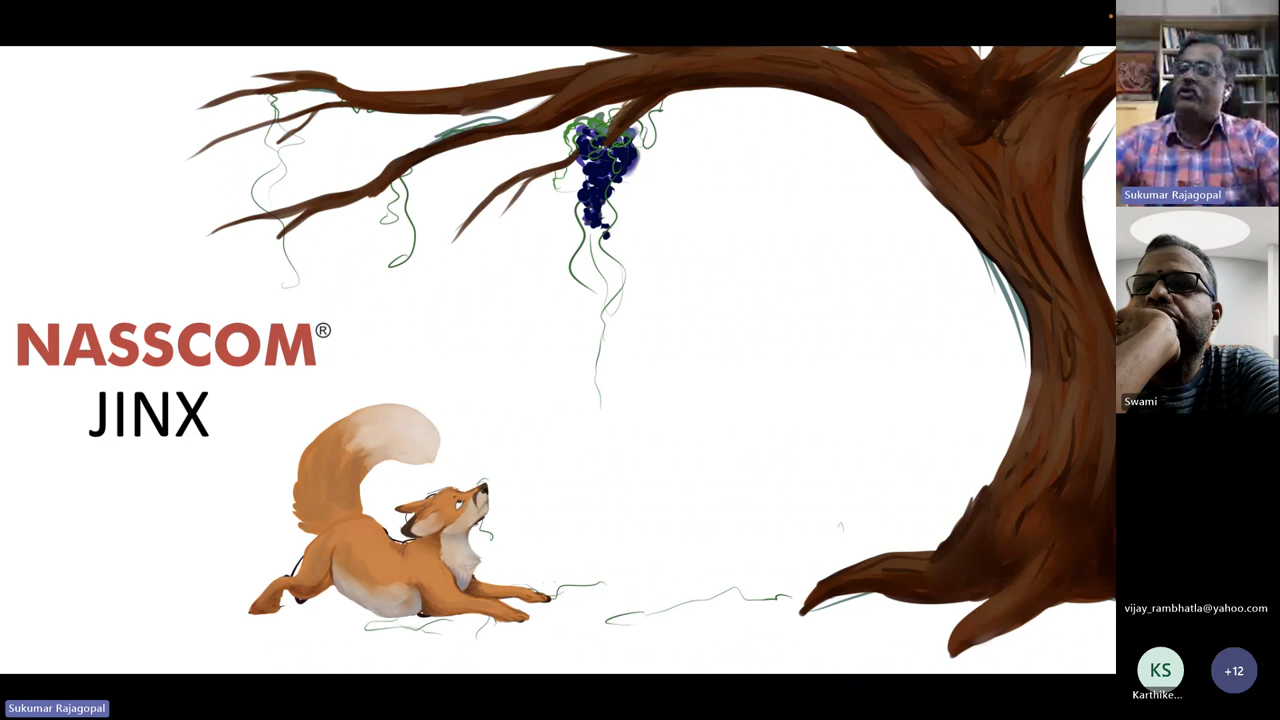 NASSCOM®
JINX
Sukumar Rajagopal
Swami
vijay_rambhatla@yahoo.com
KS
Karthike...
+12
Sukumar Rajagopal